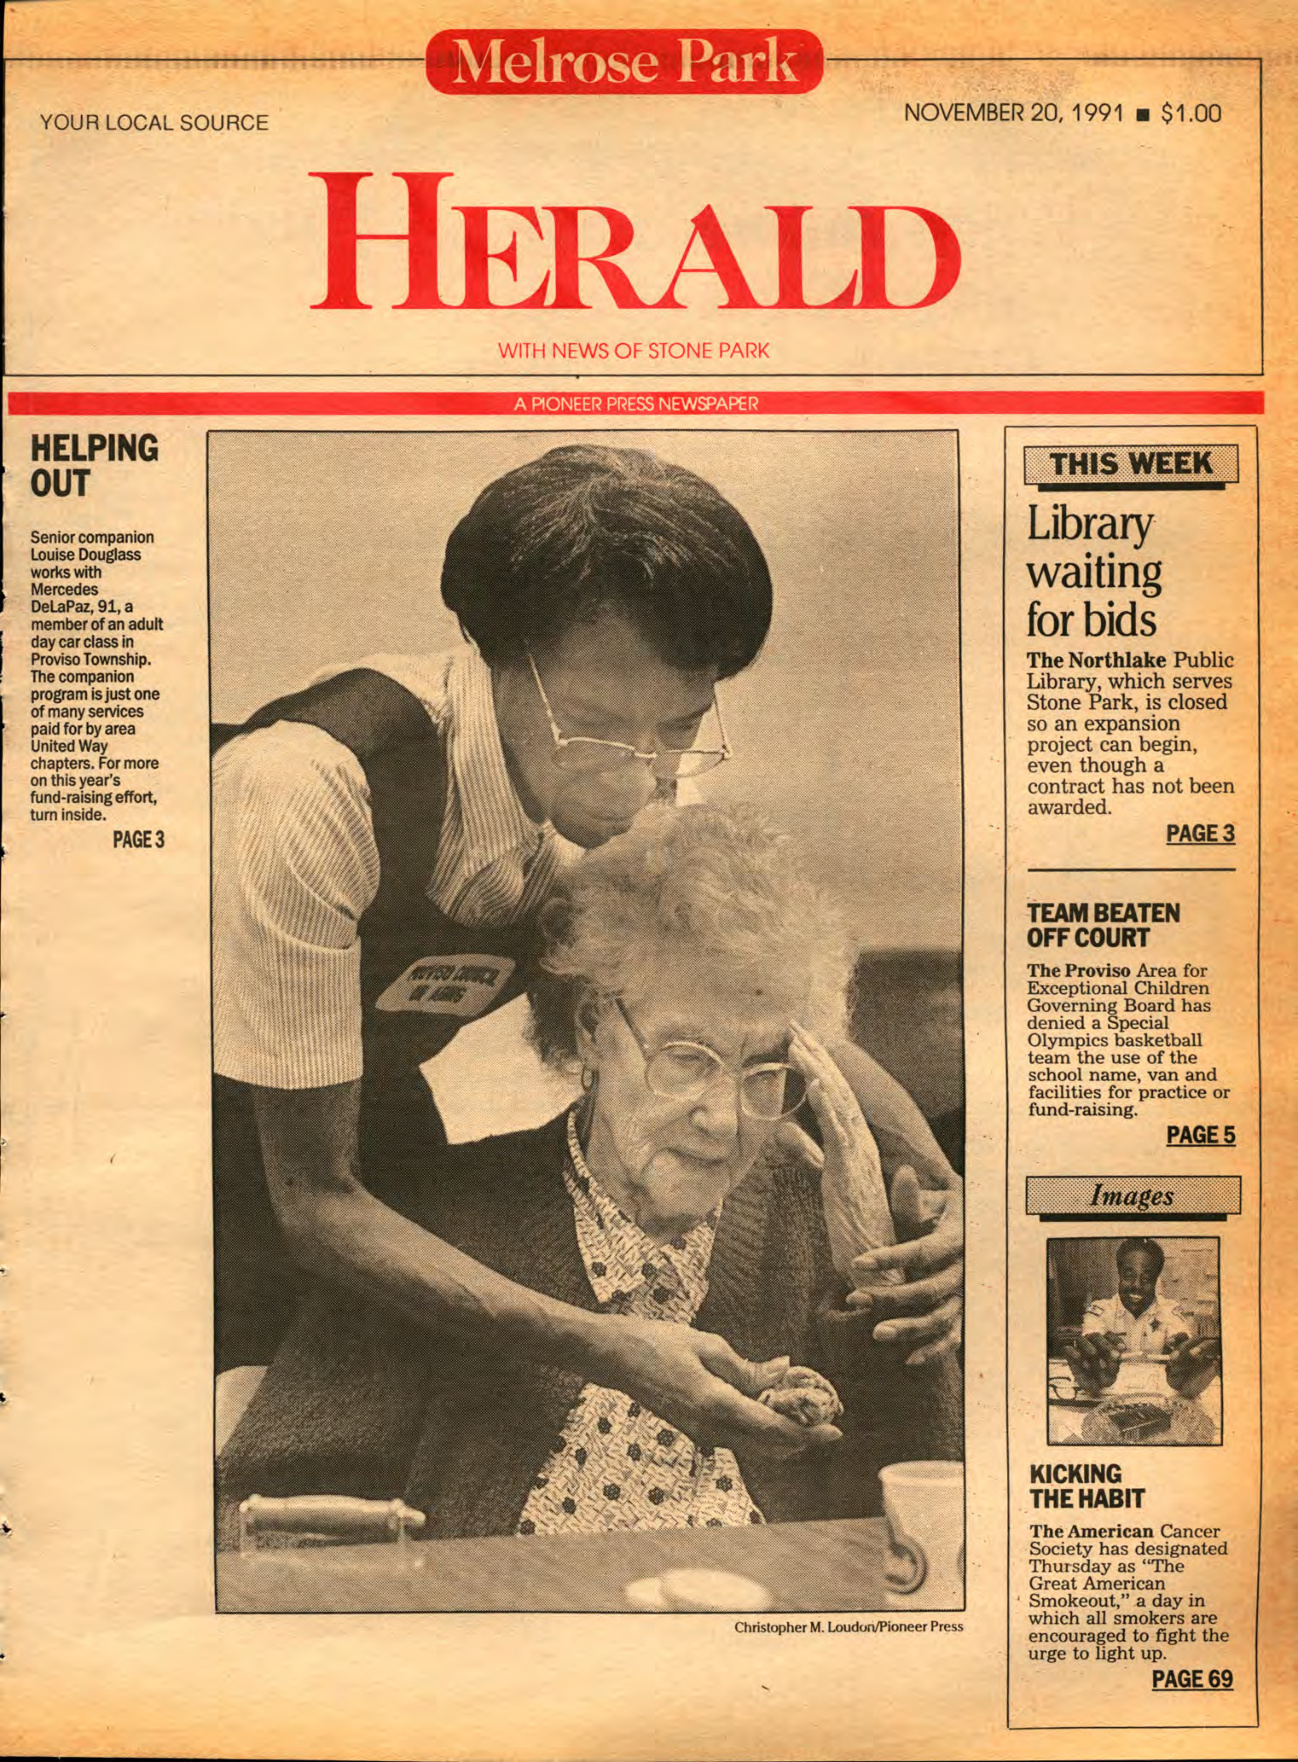 Melrose Park
YOUR LOCAL SOURCE
NOVEMBER 20, 1991 ■ $1.00
HERALD
WITH NEWS OF STONE PARK
A PIONEER PRESS NEWSPAPER
HELPING
OUT
Senior companion
Louise Douglass
works with
Mercedes
DeLaPaz, 91, a
member of an adult
day car class in
Proviso Township.
The companion
program is just one
of many services
paid for by area
United Way
chapters. For more
on this year's
fund-raising effort,
turn inside.
PAGE 3
PROVISO COUNCIL
ON AGING
Christopher M. Loudon/Pioneer Press
THIS WEEK
Library
waiting
for bids
The Northlake Public
Library, which serves
Stone Park, is closed
so an expansion
project can begin,
even though a
contract has not been
awarded.
PAGE 3
TEAM BEATEN
OFF COURT
The Proviso Area for
Exceptional Children
Governing Board has
denied a Special
Olympics basketball
team the use of the
school name, van and
facilities for practice or
fund-raising.
PAGE 5
Images
KICKING
THE HABIT
The American Cancer
Society has designated
Thursday as "The
Great American
Smokeout," a day in
which all smokers are
encouraged to fight the
urge to light up.
PAGE 69